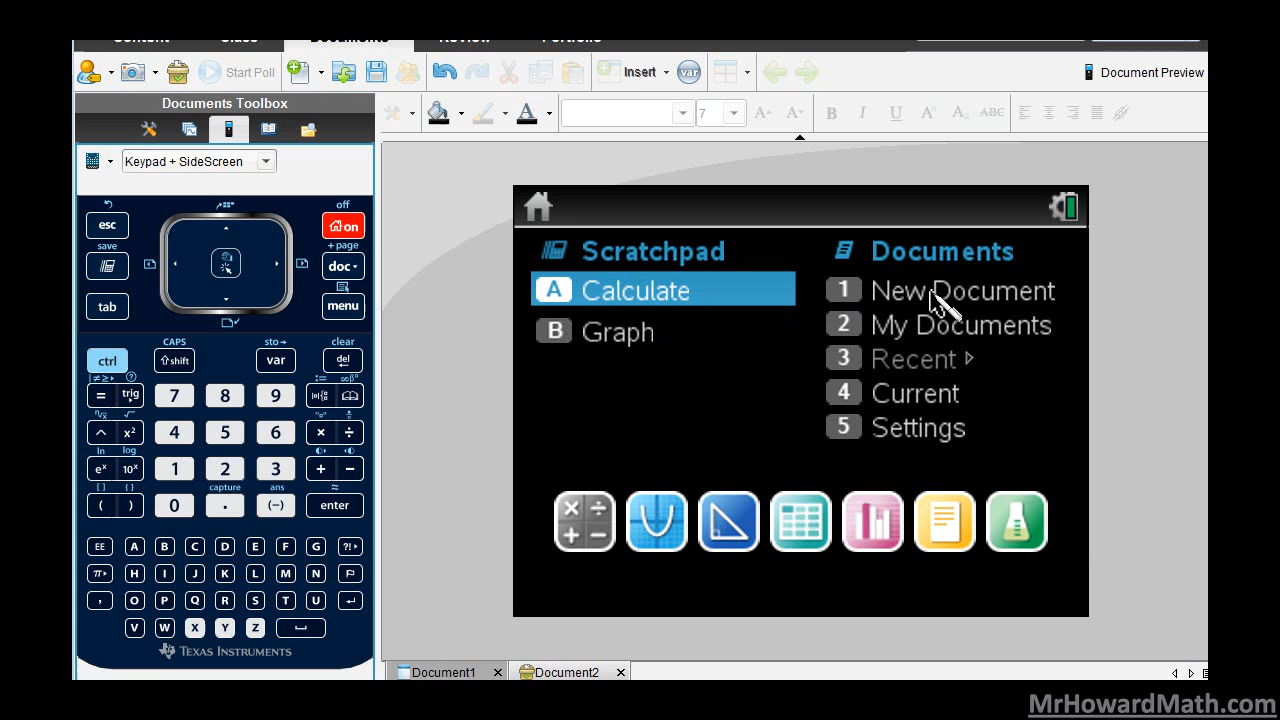 Content Class Documents Review Portfolio
Start Poll Insert var Document Preview
Documents Toolbox
7 B I U A A ABC
Keypad + SideScreen
off
esc on
save + page
doc
tab menu
CAPS sto→ clear
ctrl shift var del
= trig 7 8 9
^ x² 4 5 6 × ÷
ln log
eˣ 10ˣ 1 2 3 + −
[ ] { } capture ans ≈
( ) 0 . (−) enter
EE A B C D E F G ?!▸
π▸ H I J K L M N
, O P Q R S T U
V W X Y Z
TEXAS INSTRUMENTS
Scratchpad Documents
A Calculate 1 New Document
B Graph 2 My Documents
3 Recent ▹
4 Current
5 Settings
Document1 Document2
MrHowardMath.com